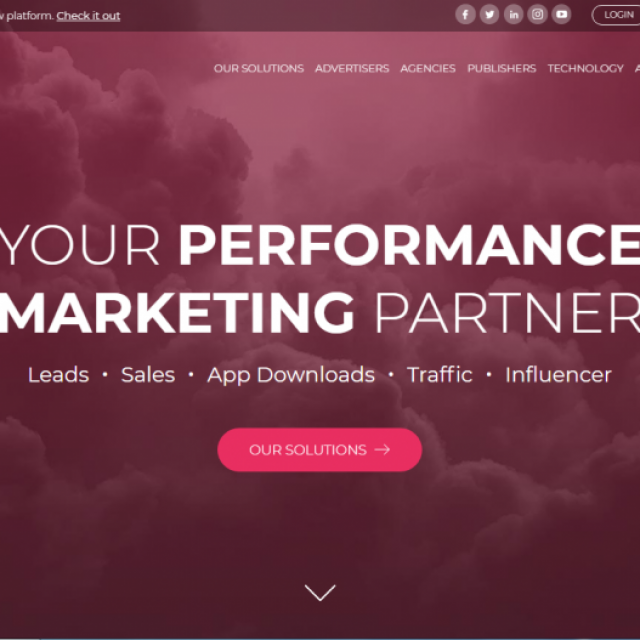 platform. Check it out
LOGIN
OUR SOLUTIONS ADVERTISERS AGENCIES PUBLISHERS TECHNOLOGY
YOUR PERFORMANCE
MARKETING PARTNER
Leads • Sales • App Downloads • Traffic • Influencer
OUR SOLUTIONS →